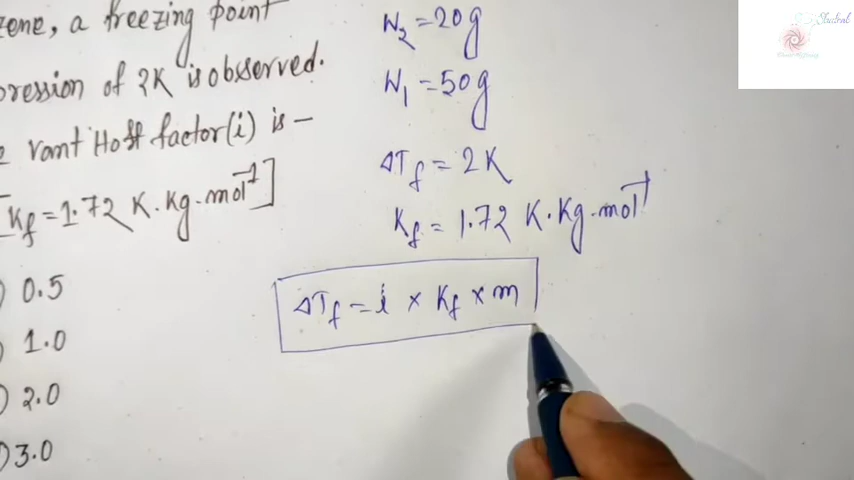 zene, a freezing point
pression of 2K is observed.
e vant Hoff factor(i) is —
[Kf = 1.72 K.Kg.mol⁻¹]
) 0.5
) 1.0
) 2.0
) 3.0
W₂ = 20g
W₁ = 50g
ΔTf = 2K
Kf = 1.72 K.Kg.mol⁻¹
ΔTf = i × Kf × m